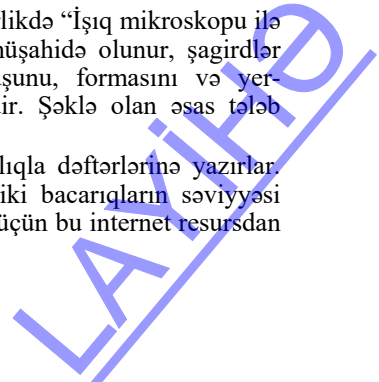 likdə “İşıq mikroskopu ilə
müşahidə olunur, şagirdlər
şunu, formasını və yer-
dir. Şəklə olan əsas tələb
lıqla dəftərlərinə yazırlar.
iki bacarıqların səviyyəsi
üçün bu internet resursdan
LAYİHƏ